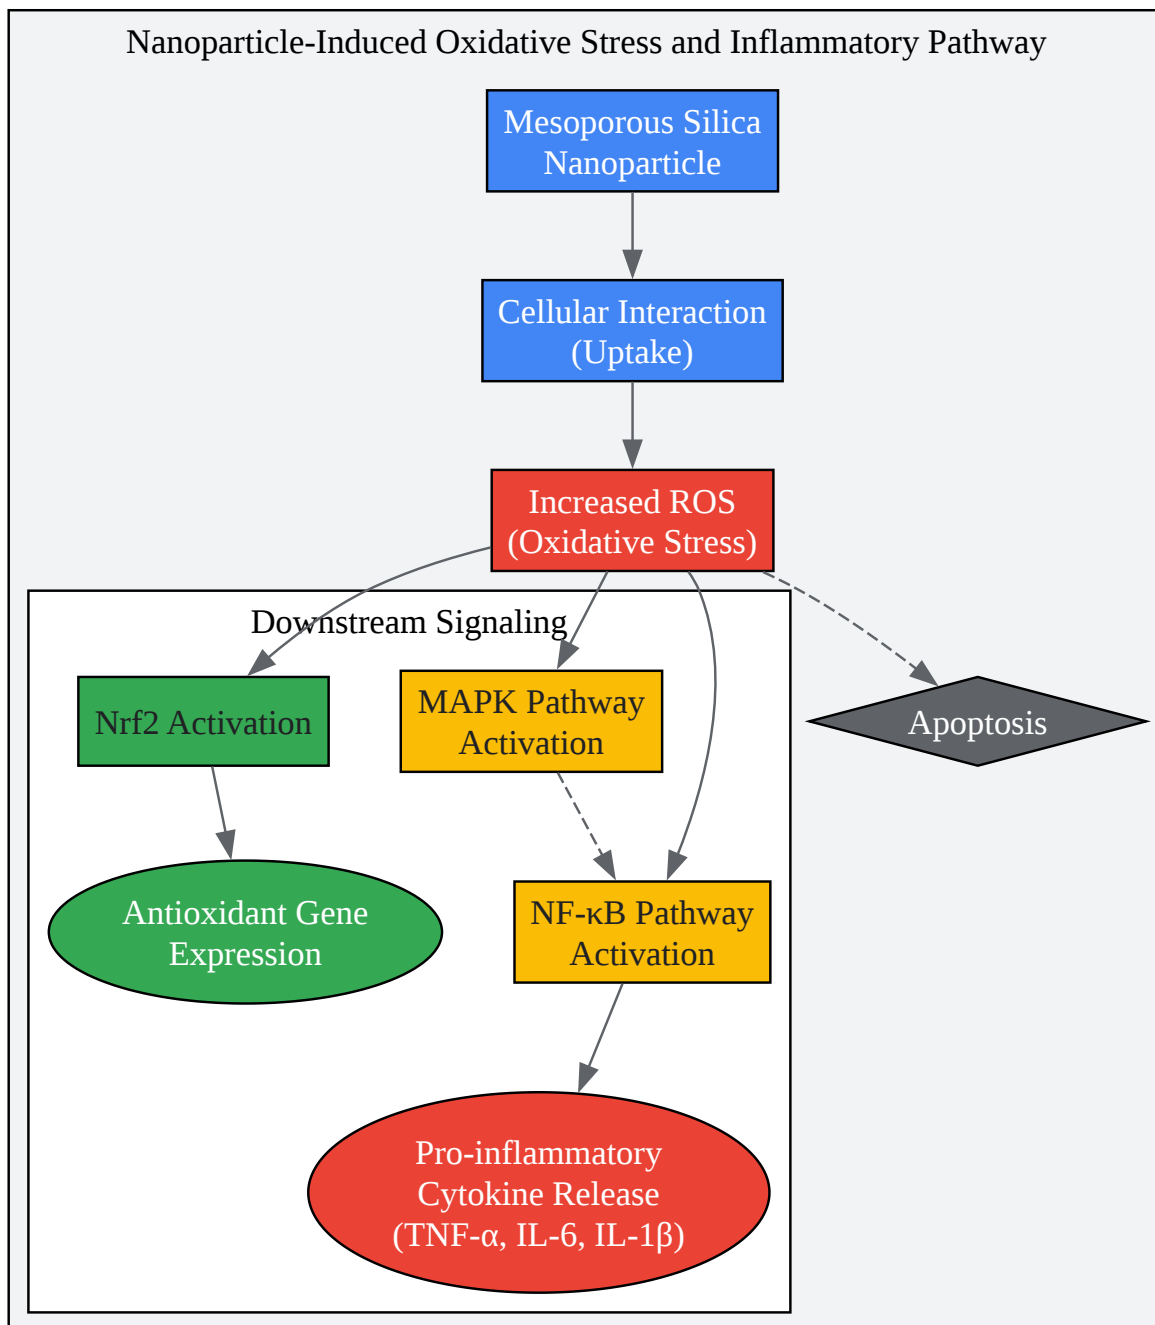 Nanoparticle-Induced Oxidative Stress and Inflammatory Pathway
Mesoporous Silica
Nanoparticle
Cellular Interaction
(Uptake)
Increased ROS
(Oxidative Stress)
Downstream Signaling
Nrf2 Activation
MAPK Pathway
Activation
Apoptosis
Antioxidant Gene
Expression
NF-κB Pathway
Activation
Pro-inflammatory
Cytokine Release
(TNF-α, IL-6, IL-1β)